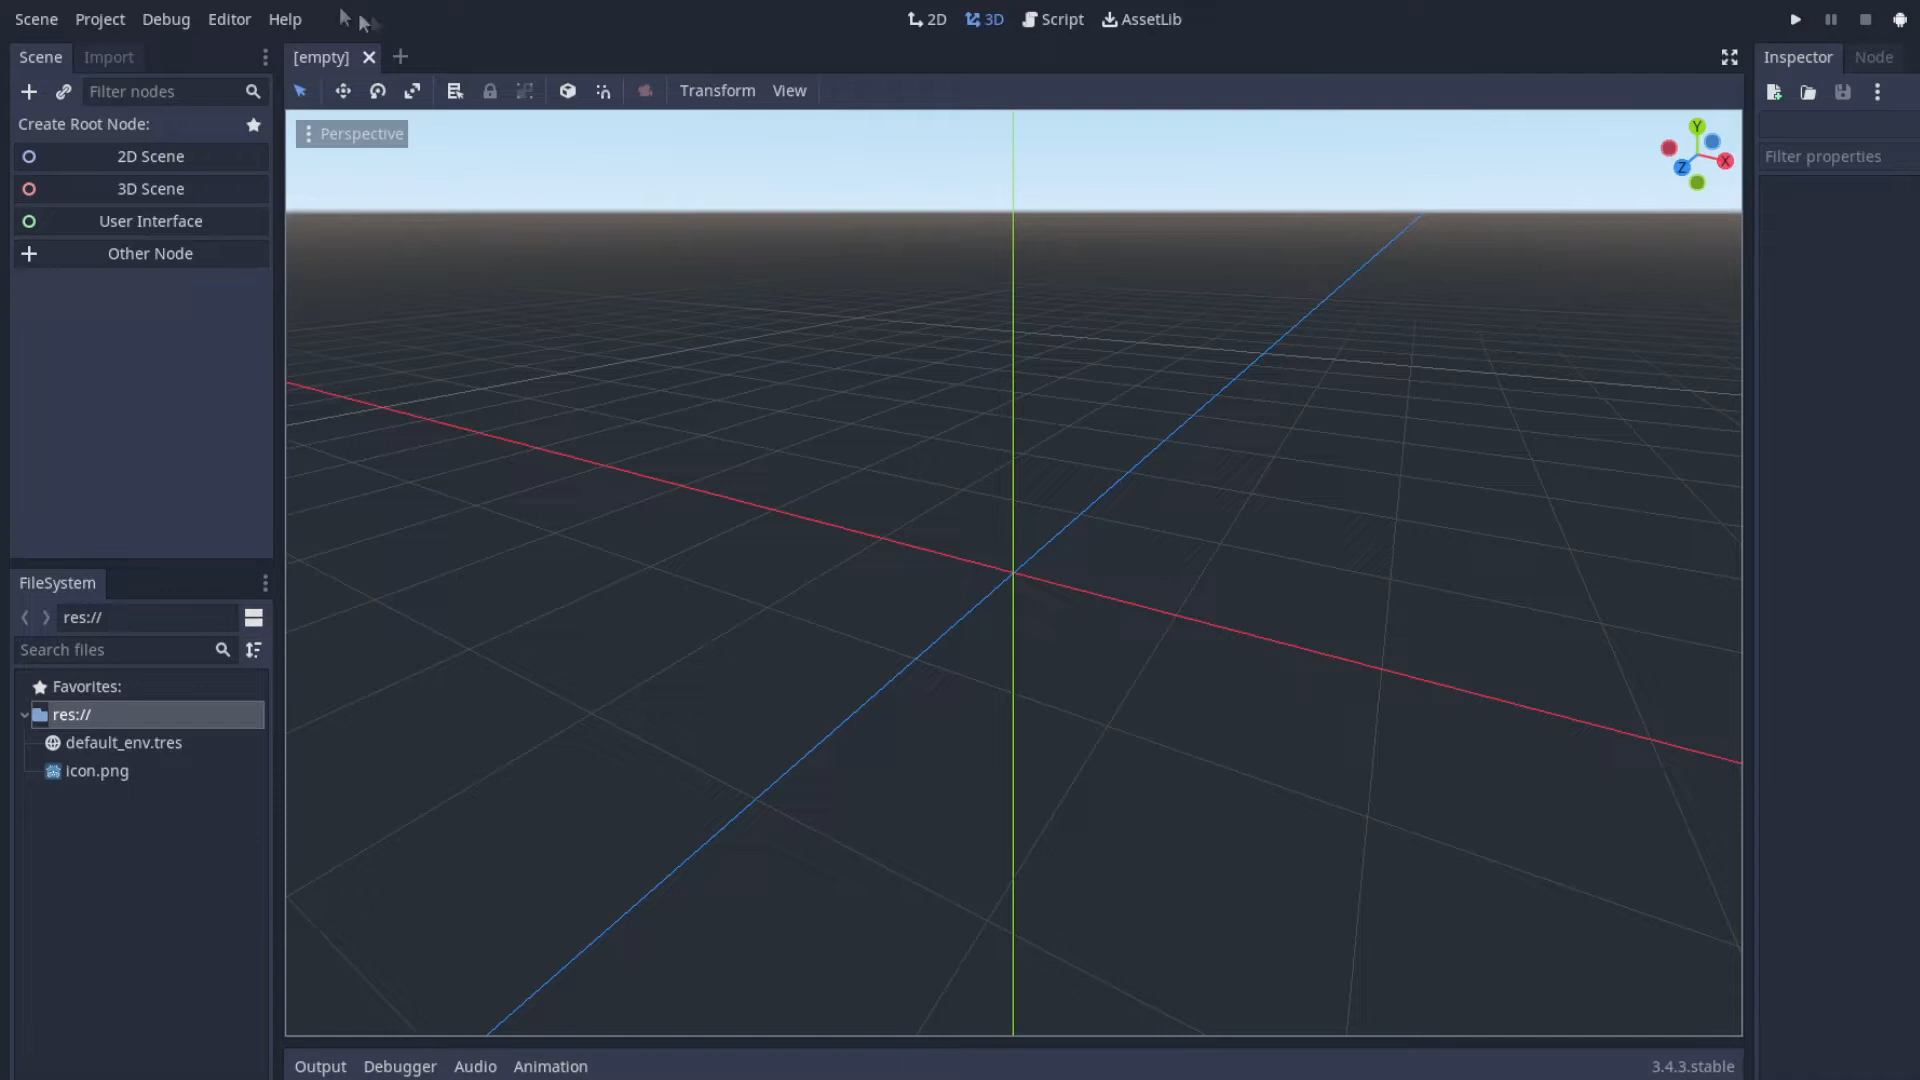 Scene Project Debug Editor Help
2D 3D Script AssetLib
Scene Import
[empty]
Inspector Node
Filter nodes
Transform View
Create Root Node:
Perspective
Y
X
Z
2D Scene
Filter properties
3D Scene
User Interface
Other Node
FileSystem
res://
Search files
Favorites:
res://
default_env.tres
icon.png
Output Debugger Audio Animation
3.4.3.stable